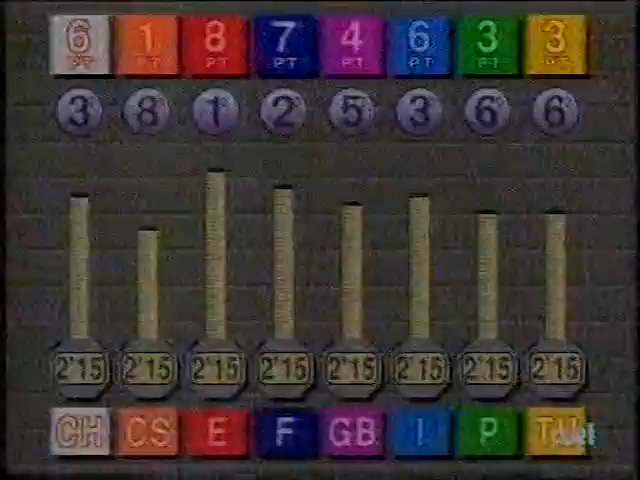 6 1 8 7 4 6 3 3
PT PT PT PT PT PT PT PT
3° 8° 1° 2° 5° 3° 6° 6°
2'15 2'15 2'15 2'15 2'15 2'15 2'15 2'15
CH CS E F GB I P